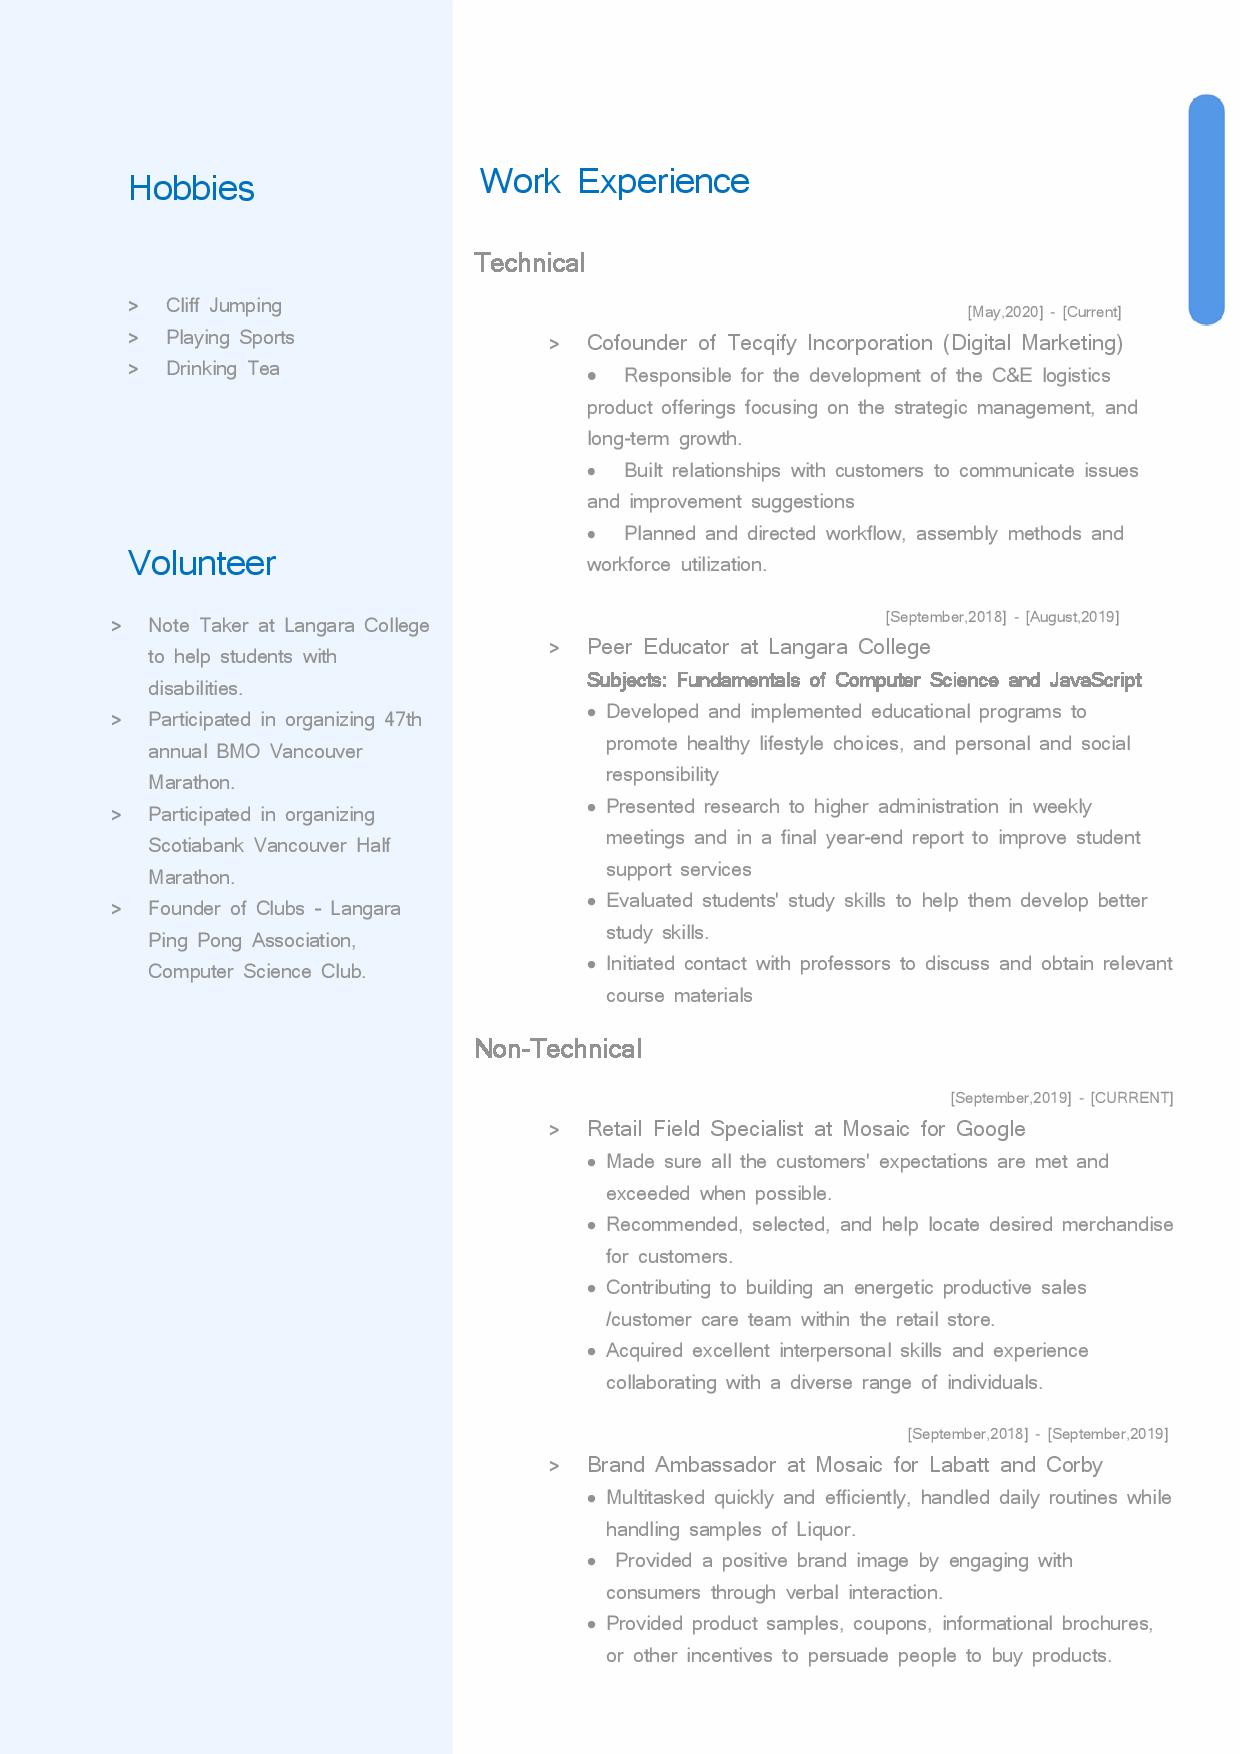 Hobbies
> Cliff Jumping
> Playing Sports
> Drinking Tea
Volunteer
> Note Taker at Langara College
to help students with
disabilities.
> Participated in organizing 47th
annual BMO Vancouver
Marathon.
> Participated in organizing
Scotiabank Vancouver Half
Marathon.
> Founder of Clubs - Langara
Ping Pong Association,
Computer Science Club.
Work Experience
Technical
[May,2020] - [Current]
> Cofounder of Tecqify Incorporation (Digital Marketing)
• Responsible for the development of the C&E logistics
product offerings focusing on the strategic management, and
long-term growth.
• Built relationships with customers to communicate issues
and improvement suggestions
• Planned and directed workflow, assembly methods and
workforce utilization.
[September,2018] - [August,2019]
> Peer Educator at Langara College
Subjects: Fundamentals of Computer Science and JavaScript
• Developed and implemented educational programs to
promote healthy lifestyle choices, and personal and social
responsibility
• Presented research to higher administration in weekly
meetings and in a final year-end report to improve student
support services
• Evaluated students' study skills to help them develop better
study skills.
• Initiated contact with professors to discuss and obtain relevant
course materials
Non-Technical
[September,2019] - [CURRENT]
> Retail Field Specialist at Mosaic for Google
• Made sure all the customers' expectations are met and
exceeded when possible.
• Recommended, selected, and help locate desired merchandise
for customers.
• Contributing to building an energetic productive sales
/customer care team within the retail store.
• Acquired excellent interpersonal skills and experience
collaborating with a diverse range of individuals.
[September,2018] - [September,2019]
> Brand Ambassador at Mosaic for Labatt and Corby
• Multitasked quickly and efficiently, handled daily routines while
handling samples of Liquor.
• Provided a positive brand image by engaging with
consumers through verbal interaction.
• Provided product samples, coupons, informational brochures,
or other incentives to persuade people to buy products.